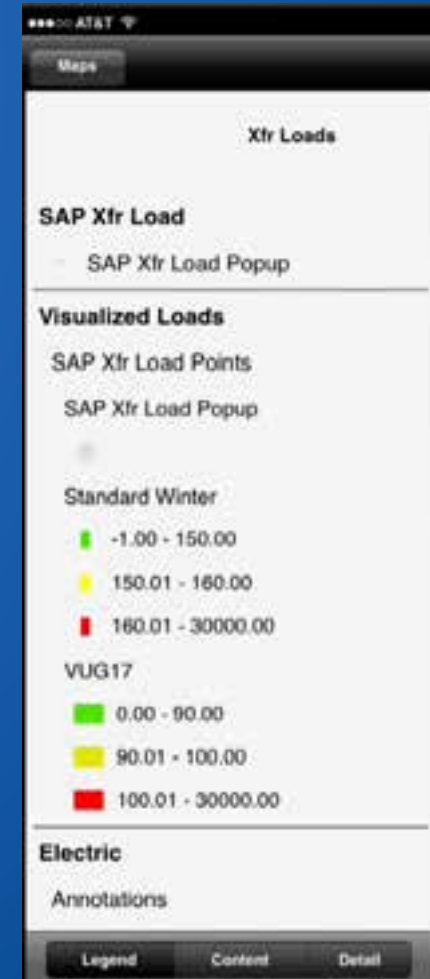 AT&T
Maps
Xfr Loads
SAP Xfr Load
SAP Xfr Load Popup
Visualized Loads
SAP Xfr Load Points
SAP Xfr Load Popup
Standard Winter
-1.00 - 150.00
150.01 - 160.00
160.01 - 30000.00
VUG17
0.00 - 90.00
90.01 - 100.00
100.01 - 30000.00
Electric
Annotations
Legend Content Detail